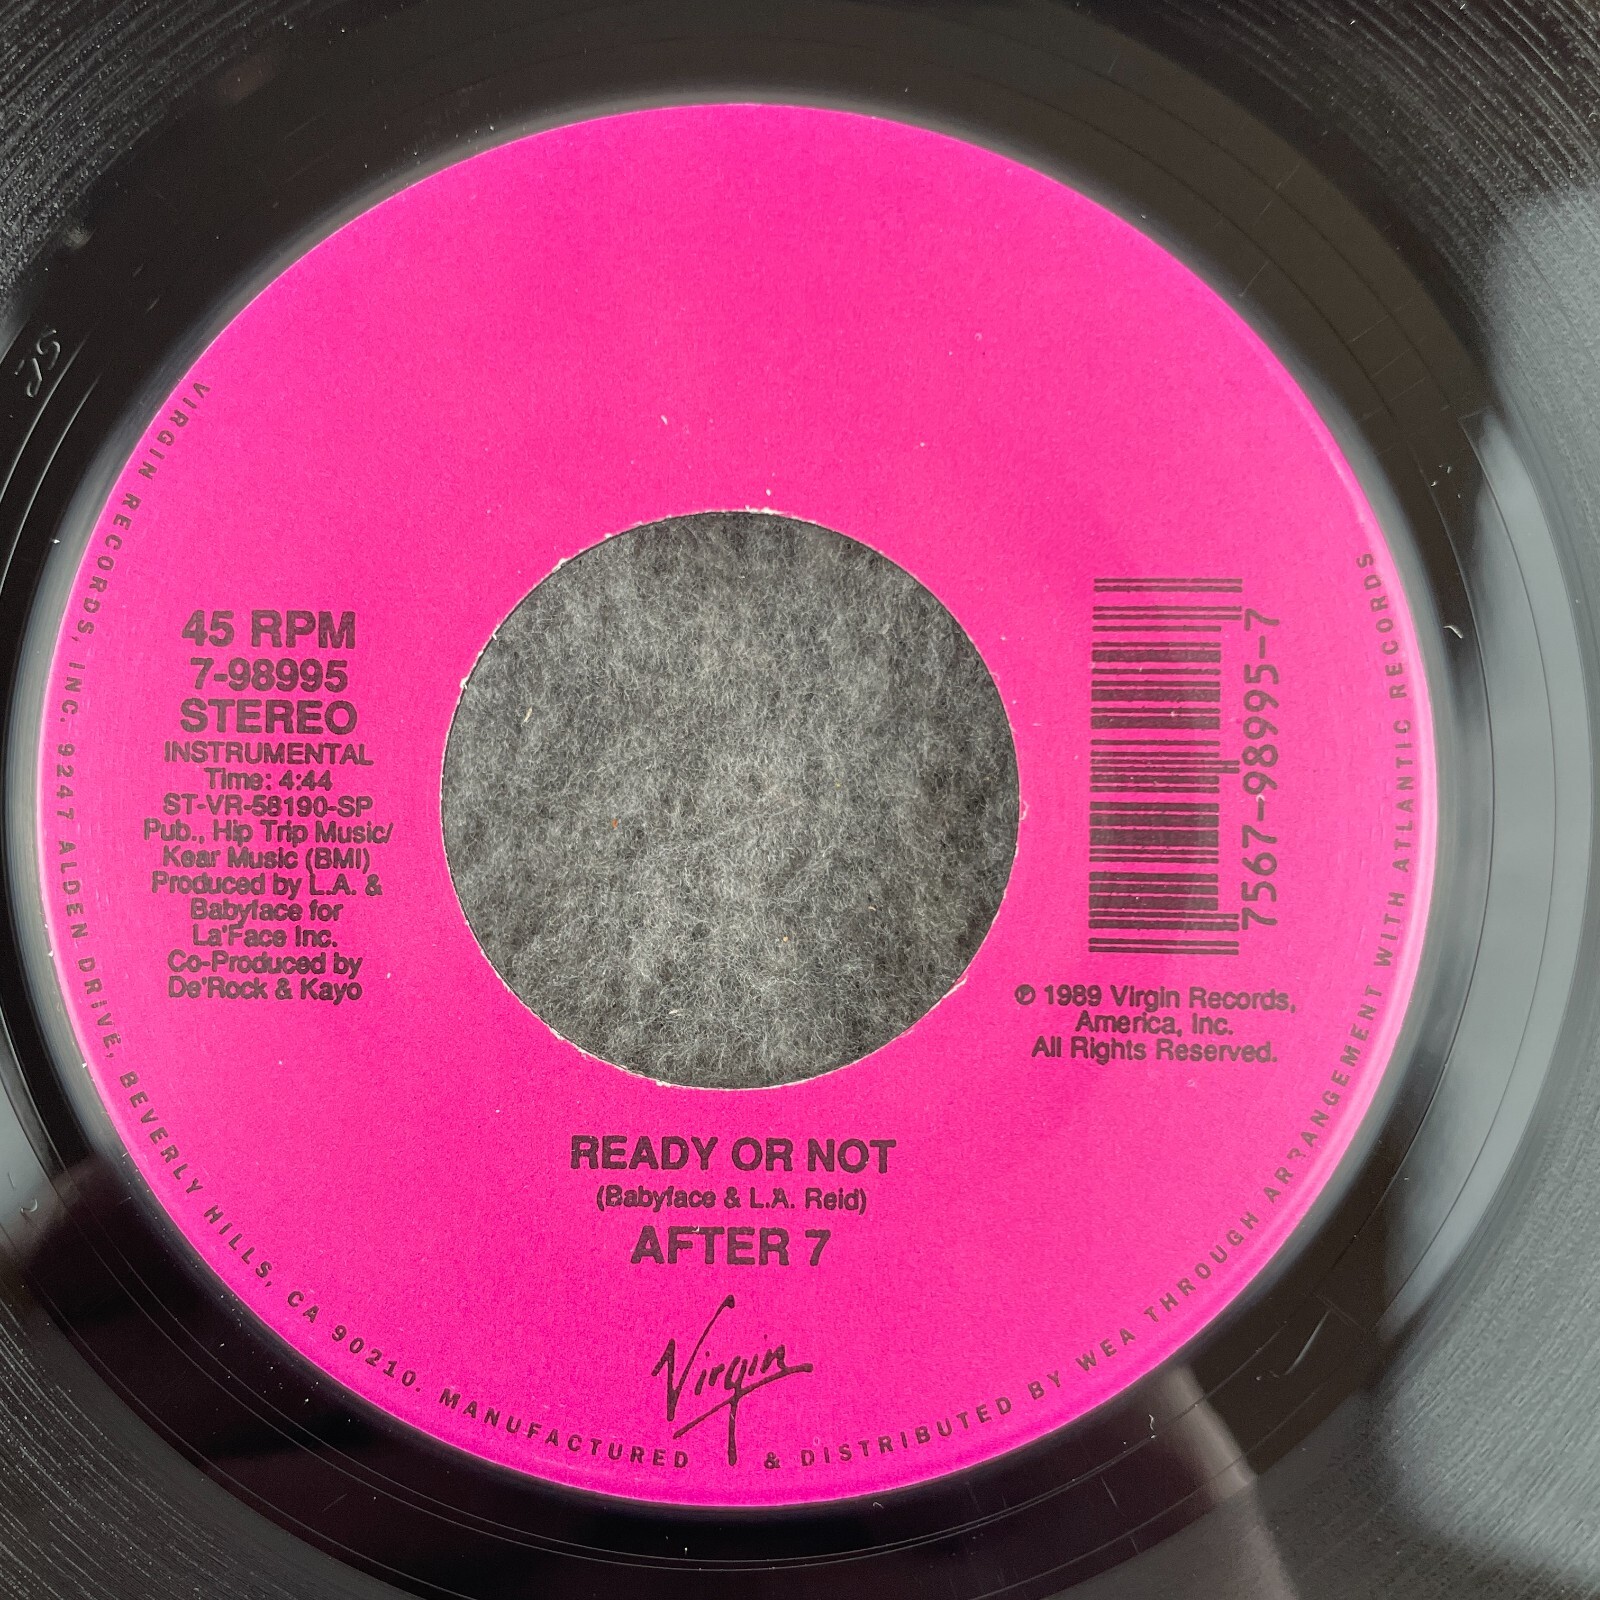 45 RPM
7-98995
STEREO
INSTRUMENTAL
Time: 4:44
ST-VR-58190-SP
Pub., Hip Trip Music/
Kear Music (BMI)
Produced by L.A. &
Babyface for
La'Face Inc.
Co-Produced by
De'Rock & Kayo
7567-98995-7
℗ 1989 Virgin Records,
America, Inc.
All Rights Reserved.
READY OR NOT
(Babyface & L.A. Reid)
AFTER 7
Virgin
VIRGIN RECORDS, INC. 9247 ALDEN DRIVE, BEVERLY HILLS, CA 90210. MANUFACTURED & DISTRIBUTED BY WEA THROUGH ARRANGEMENT WITH ATLANTIC RECORDS